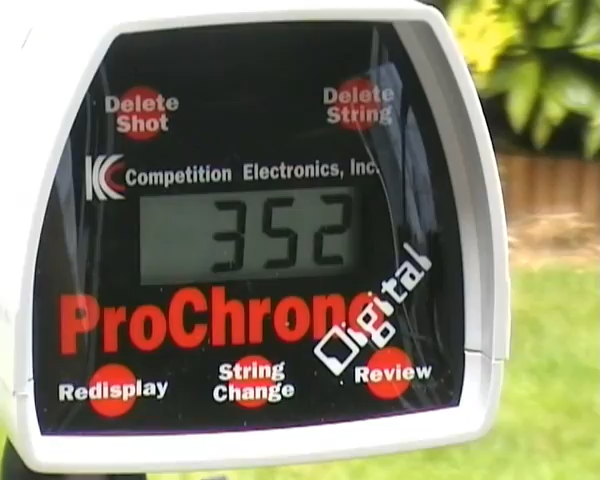 Delete
Shot
Delete
String
Competition Electronics, Inc.
352
ProChrono
Digital
Redisplay
String
Change
Review